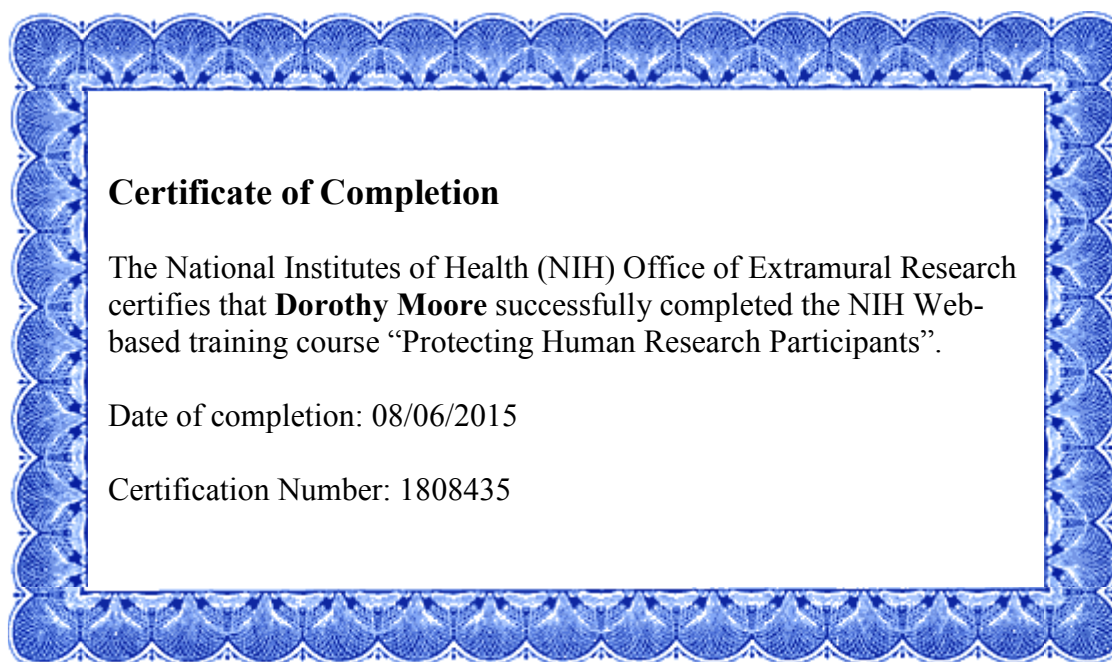 Certificate of Completion
The National Institutes of Health (NIH) Office of Extramural Research
certifies that Dorothy Moore successfully completed the NIH Web-
based training course “Protecting Human Research Participants”.
Date of completion: 08/06/2015
Certification Number: 1808435